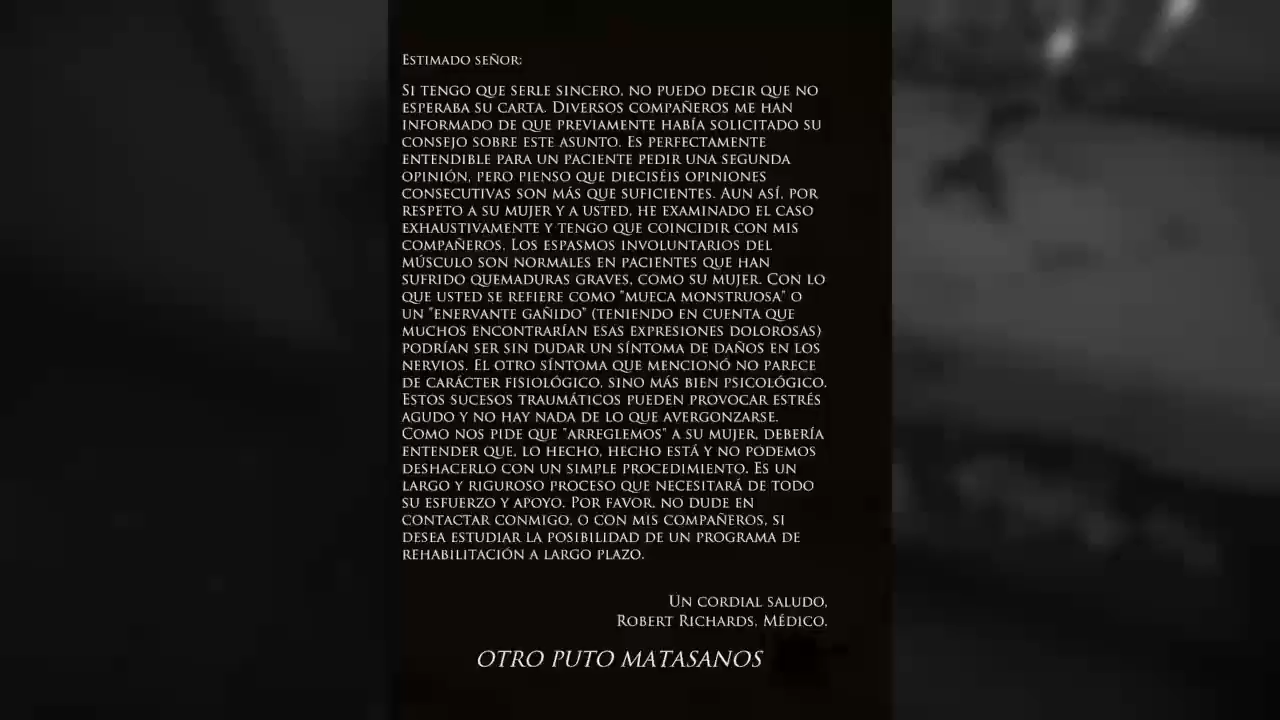 Estimado señor:
Si tengo que serle sincero, no puedo decir que no
esperaba su carta. Diversos compañeros me han
informado de que previamente había solicitado su
consejo sobre este asunto. Es perfectamente
entendible para un paciente pedir una segunda
opinión, pero pienso que dieciséis opiniones
consecutivas son más que suficientes. Aun así, por
respeto a su mujer y a usted, he examinado el caso
exhaustivamente y tengo que coincidir con mis
compañeros. Los espasmos involuntarios del
músculo son normales en pacientes que han
sufrido quemaduras graves, como su mujer. Con lo
que usted se refiere como "mueca monstruosa" o
un "enervante gañido" (teniendo en cuenta que
muchos encontrarían esas expresiones dolorosas)
podrían ser sin dudar un síntoma de daños en los
nervios. El otro síntoma que mencionó no parece
de carácter fisiológico, sino más bien psicológico.
Estos sucesos traumáticos pueden provocar estrés
agudo y no hay nada de lo que avergonzarse.
Como nos pide que "arreglemos" a su mujer, debería
entender que, lo hecho, hecho está y no podemos
deshacerlo con un simple procedimiento. Es un
largo y riguroso proceso que necesitará de todo
su esfuerzo y apoyo. Por favor, no dude en
contactar conmigo, o con mis compañeros, si
desea estudiar la posibilidad de un programa de
rehabilitación a largo plazo.
Un cordial saludo,
Robert Richards, Médico.
OTRO PUTO MATASANOS